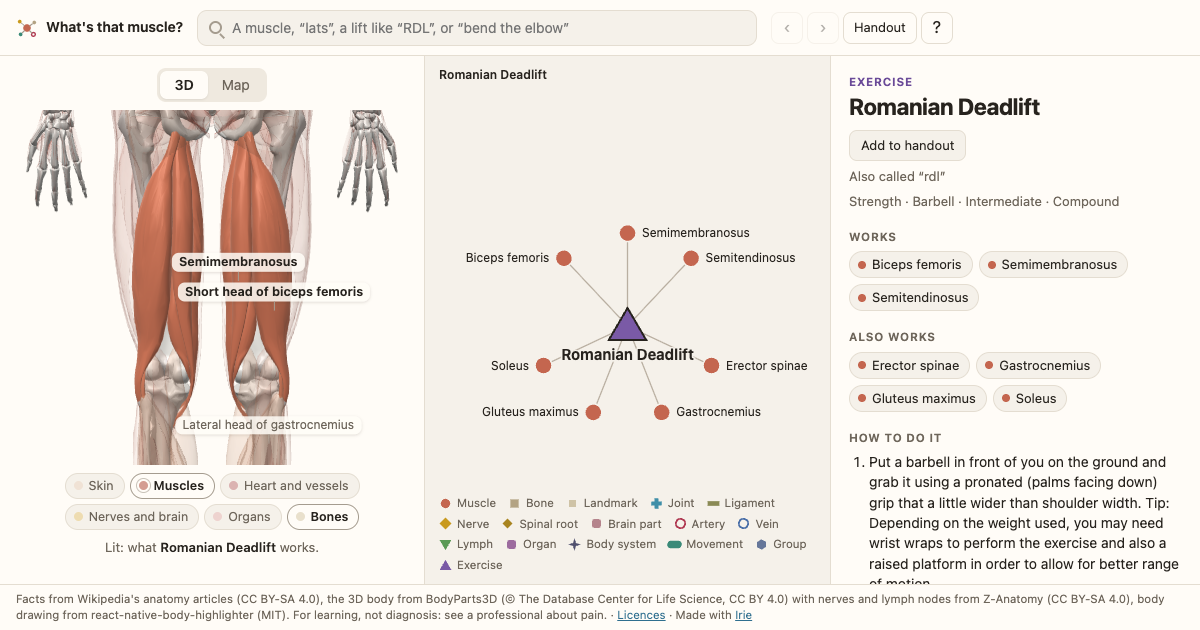 What's that muscle?
A muscle, “lats”, a lift like “RDL”, or “bend the elbow”
‹
›
Handout
?
3D
Map
Semimembranosus
Short head of biceps femoris
Lateral head of gastrocnemius
Skin
Muscles
Heart and vessels
Nerves and brain
Organs
Bones
Lit: what Romanian Deadlift works.
Romanian Deadlift
Semimembranosus
Biceps femoris
Semitendinosus
Romanian Deadlift
Soleus
Erector spinae
Gluteus maximus
Gastrocnemius
Muscle
Bone
Landmark
Joint
Ligament
Nerve
Spinal root
Brain part
Artery
Vein
Lymph
Organ
Body system
Movement
Group
Exercise
EXERCISE
Romanian Deadlift
Add to handout
Also called “rdl”
Strength · Barbell · Intermediate · Compound
WORKS
Biceps femoris
Semimembranosus
Semitendinosus
ALSO WORKS
Erector spinae
Gastrocnemius
Gluteus maximus
Soleus
HOW TO DO IT
1. Put a barbell in front of you on the ground and
grab it using a pronated (palms facing down)
grip that a little wider than shoulder width. Tip:
Depending on the weight used, you may need
wrist wraps to perform the exercise and also a
raised platform in order to allow for better range
of motion.
Facts from Wikipedia's anatomy articles (CC BY-SA 4.0), the 3D body from BodyParts3D (© The Database Center for Life Science, CC BY 4.0) with nerves and lymph nodes from Z-Anatomy (CC BY-SA 4.0), body
drawing from react-native-body-highlighter (MIT). For learning, not diagnosis: see a professional about pain. · Licences · Made with Irie